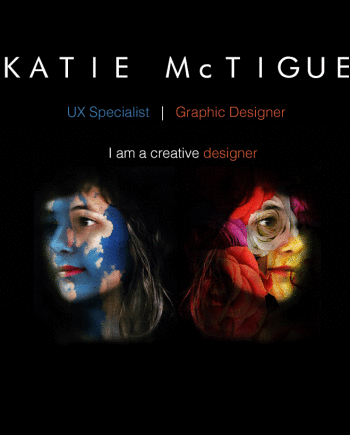 KATIE McTIGUE
UX Specialist | Graphic Designer
I am a creative designer